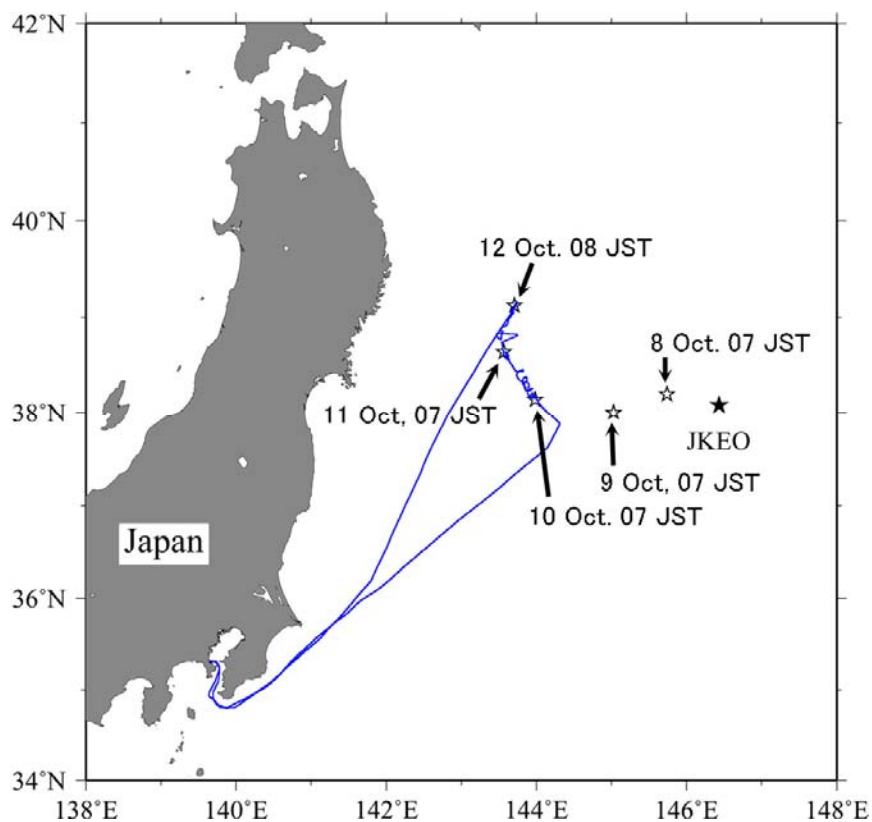 42°N
40°N
38°N
36°N
34°N
12 Oct. 08 JST
8 Oct. 07 JST
11 Oct, 07 JST
JKEO
9 Oct, 07 JST
10 Oct. 07 JST
Japan
138°E 140°E 142°E 144°E 146°E 148°E